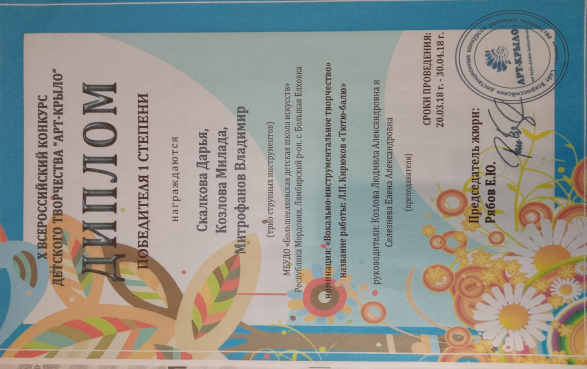 X ВСЕРОССИЙСКИЙ КОНКУРС
ДЕТСКОГО ТВОРЧЕСТВА "АРТ-КРЫЛО"
ДИПЛОМ
ПОБЕДИТЕЛЯ 1 СТЕПЕНИ
награждаются
Скалкова Дарья,
Козлова Милада,
Митрофанов Владимир
(трио струнных инструментов)
МБУДО «Большеелховская детская школа искусств»
Республика Мордовия, Лямбирский р-он, с. Большая Елховка
номинация: «Вокально-инструментальное творчество»
название работы: Л.П. Кирюков «Тюти-балю»
руководители: Козлова Людмила Александровна и
Селезнева Елена Александровна
(преподаватели)
СРОКИ ПРОВЕДЕНИЯ:
20.03.18 г. - 30.04.18 г.
Председатель жюри:
Рябов Е.Ю.
АРТ-КРЫЛО